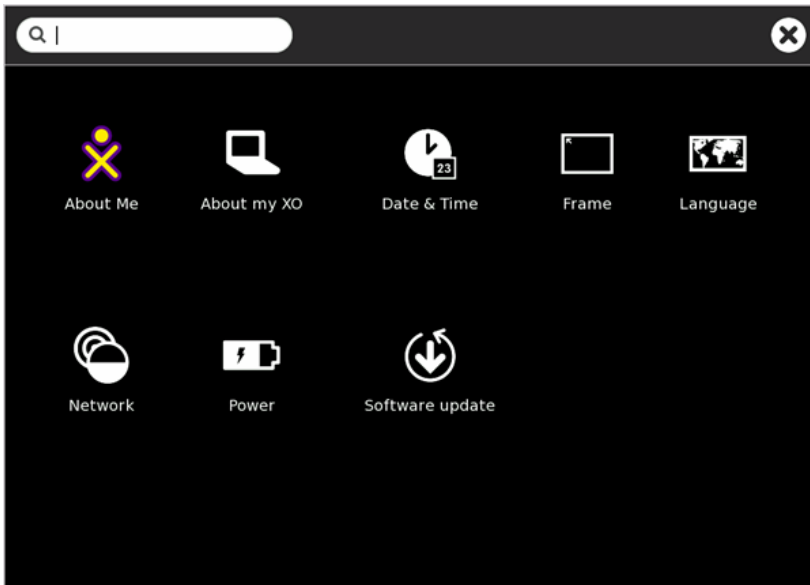 About Me
About my XO
23
Date & Time
Frame
Language
Network
Power
Software update